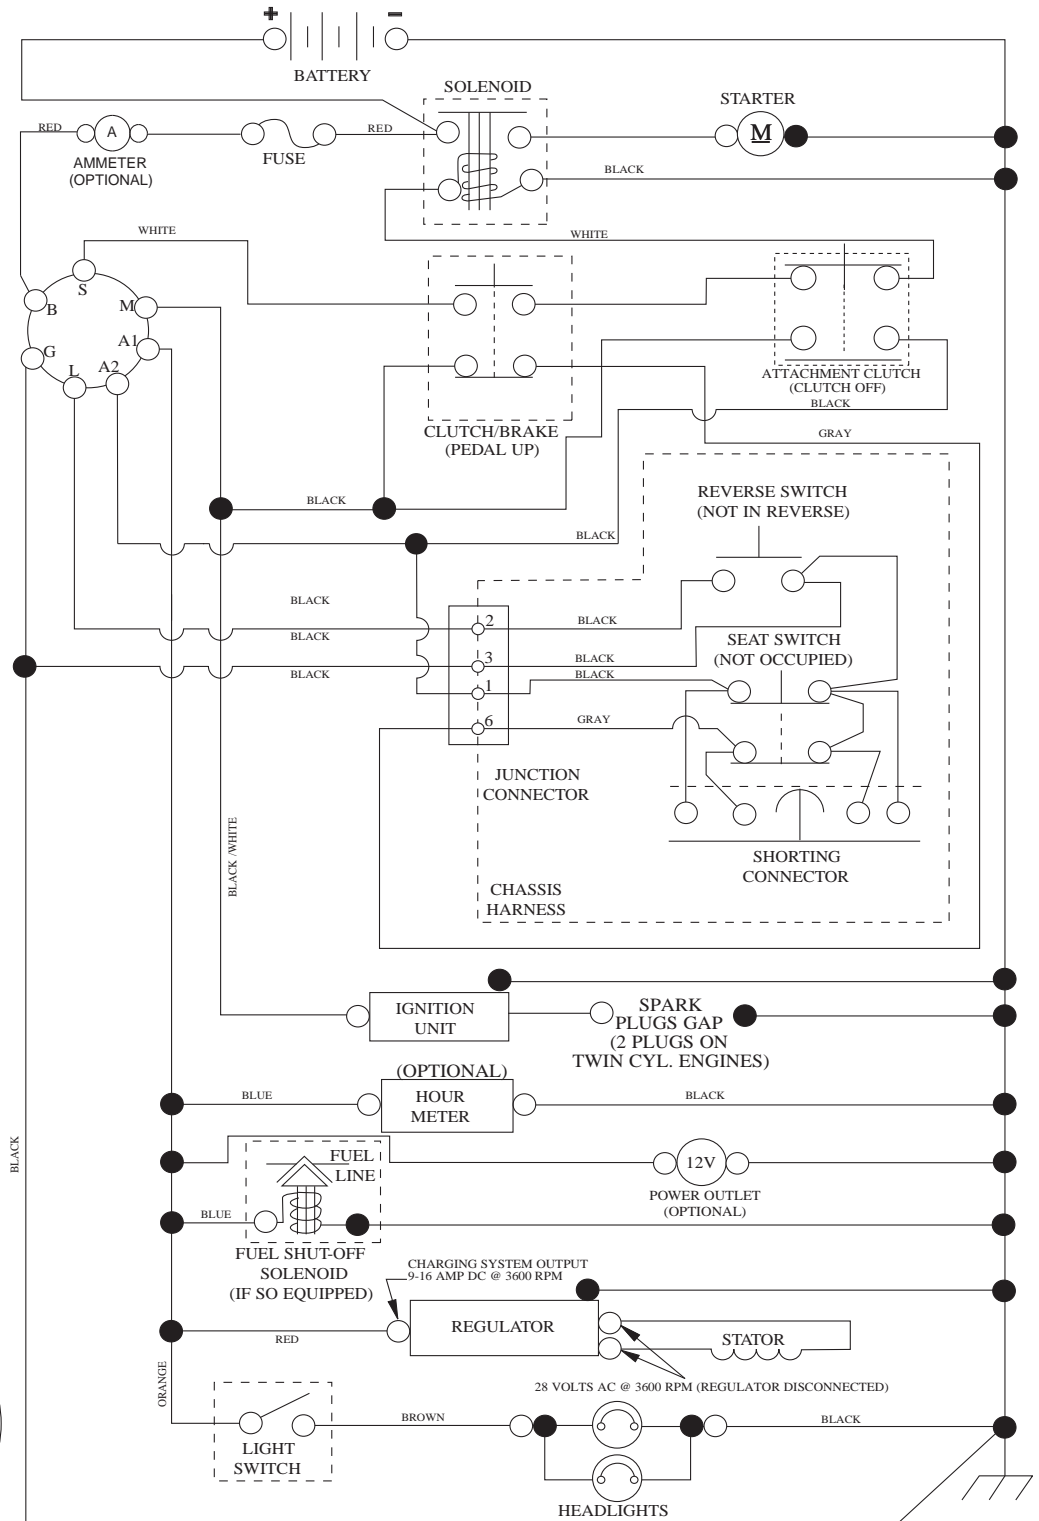 +
–
BATTERY
SOLENOID
STARTER
RED
A
RED
M
AMMETER
(OPTIONAL)
FUSE
BLACK
WHITE
WHITE
S
B
M
G
A1
L
A2
ATTACHMENT CLUTCH
(CLUTCH OFF)
BLACK
CLUTCH/BRAKE
(PEDAL UP)
GRAY
BLACK
REVERSE SWITCH
(NOT IN REVERSE)
BLACK
BLACK
2
BLACK
BLACK
SEAT SWITCH
(NOT OCCUPIED)
3
BLACK
BLACK
BLACK
1
6
GRAY
JUNCTION
CONNECTOR
BLACK /WHITE
SHORTING
CONNECTOR
CHASSIS
HARNESS
IGNITION
UNIT
SPARK
PLUGS GAP
(2 PLUGS ON
TWIN CYL. ENGINES)
(OPTIONAL)
HOUR
METER
BLUE
BLACK
BLACK
FUEL
LINE
12V
POWER OUTLET
(OPTIONAL)
BLUE
FUEL SHUT-OFF
SOLENOID
(IF SO EQUIPPED)
CHARGING SYSTEM OUTPUT
9-16 AMP DC @ 3600 RPM
REGULATOR
RED
STATOR
ORANGE
28 VOLTS AC @ 3600 RPM (REGULATOR DISCONNECTED)
BROWN
BLACK
LIGHT
SWITCH
HEADLIGHTS